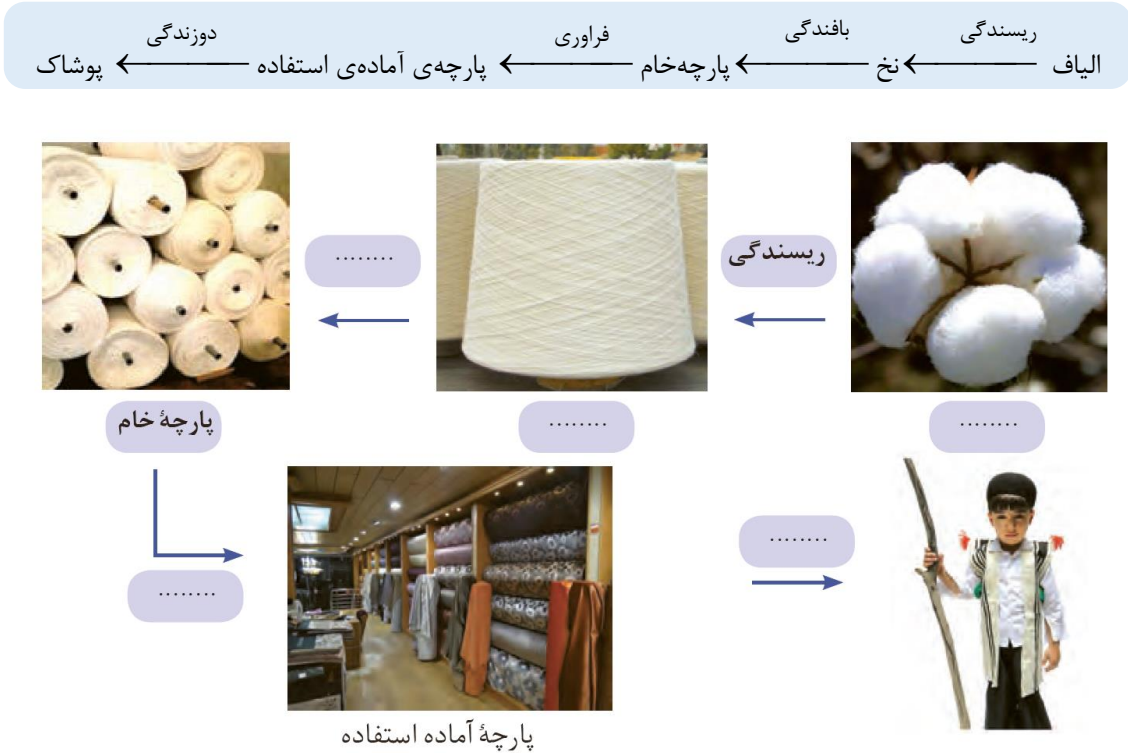 ریسندگی بافندگی فراوری دوزندگی
الیاف نخ پارچه‌خام پارچه‌ی آماده‌ی استفاده پوشاک
ریسندگی ........
........ ........ پارچهٔ خام
........
........
پارچهٔ آماده استفاده